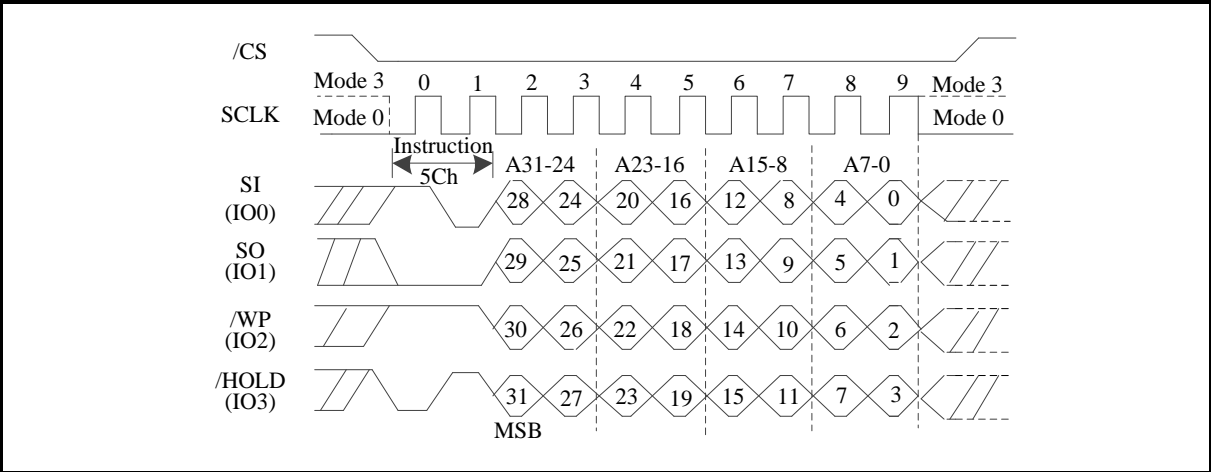 /CS
Mode 3 0 1 2 3 4 5 6 7 8 9 Mode 3
SCLK Mode 0 Mode 0
Instruction
5Ch A31-24 A23-16 A15-8 A7-0
SI
(IO0) 28 24 20 16 12 8 4 0
SO
(IO1) 29 25 21 17 13 9 5 1
/WP
(IO2) 30 26 22 18 14 10 6 2
/HOLD
(IO3) 31 27 23 19 15 11 7 3
MSB